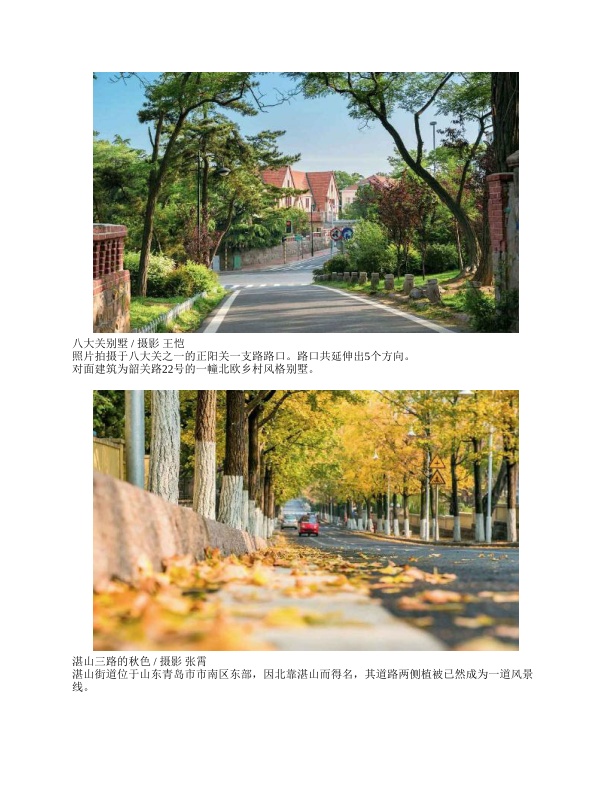 八大关别墅 / 摄影 王恺
照片拍摄于八大关之一的正阳关一支路路口。路口共延伸出5个方向。
对面建筑为韶关路22号的一幢北欧乡村风格别墅。
湛山三路的秋色 / 摄影 张霄
湛山街道位于山东青岛市市南区东部，因北靠湛山而得名，其道路两侧植被已然成为一道风景
线。